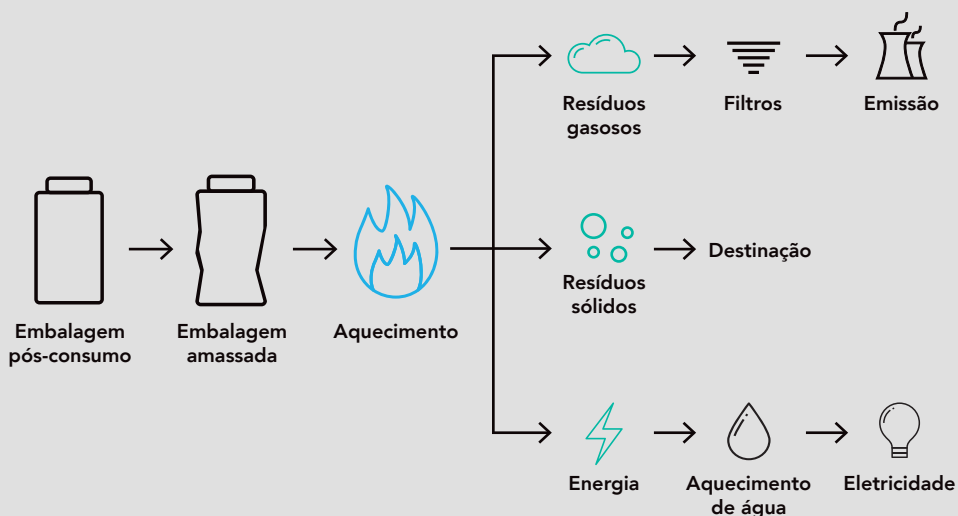 Resíduos
gasosos
Filtros
Emissão
Embalagem
pós-consumo
Embalagem
amassada
Aquecimento
Resíduos
sólidos
Destinação
Energia
Aquecimento
de água
Eletricidade